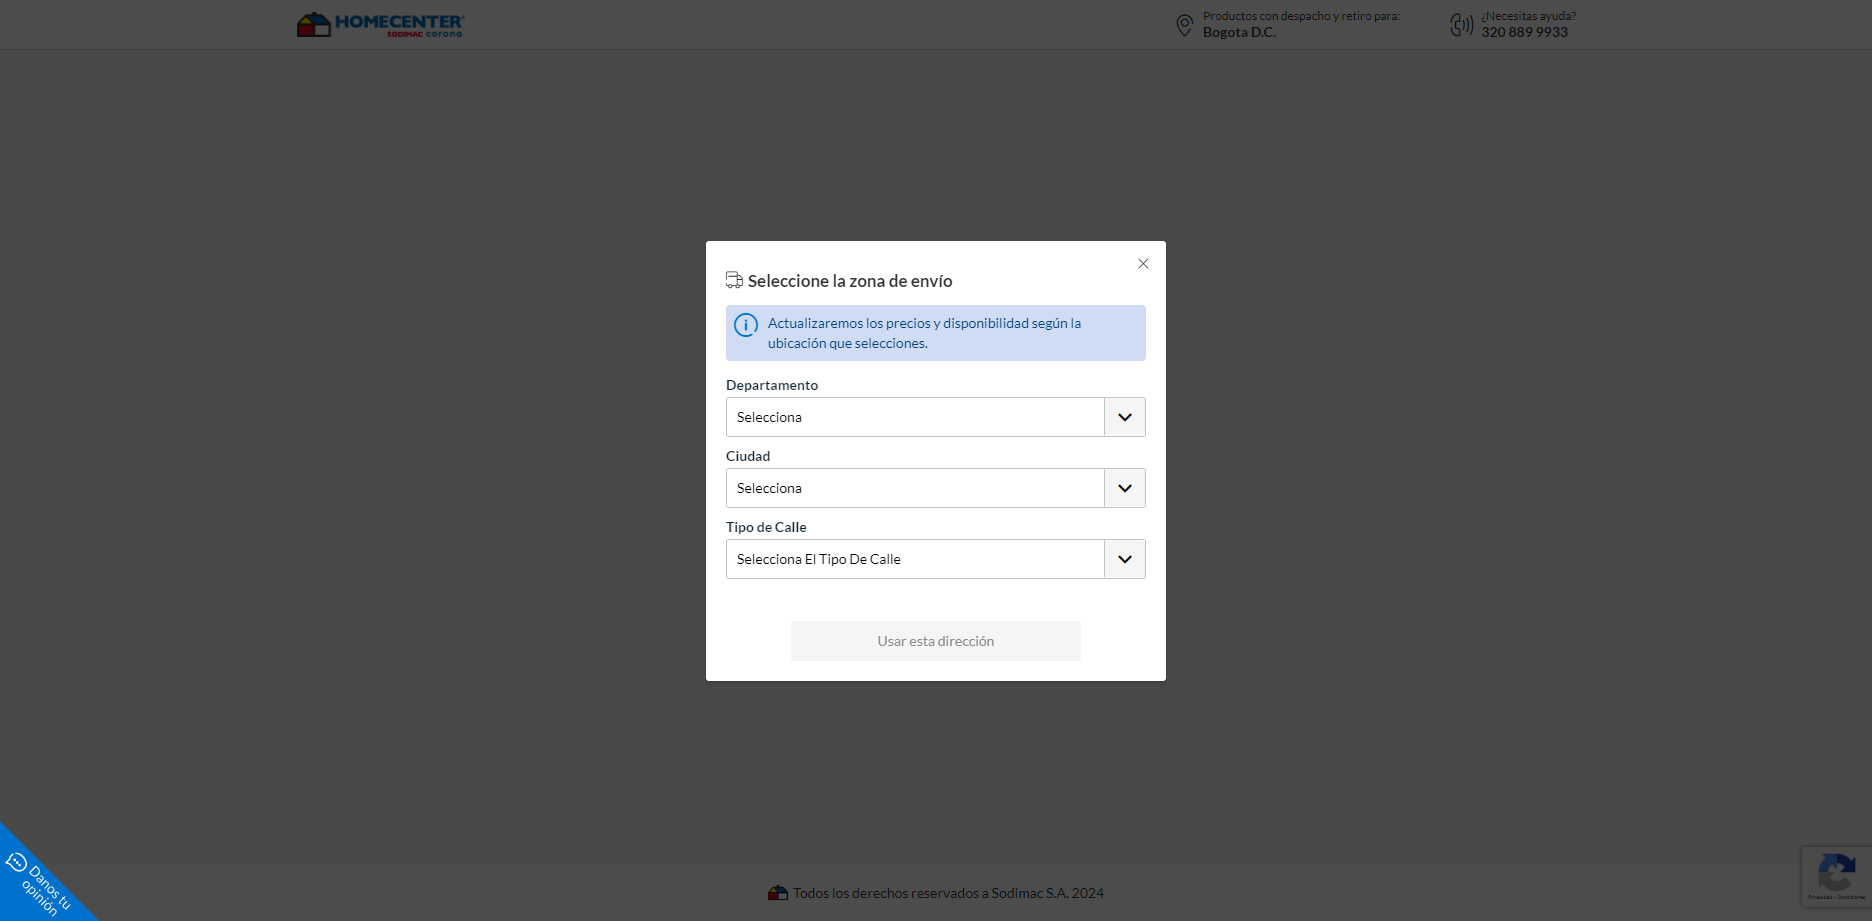 HOMECENTER
SODIMAC corona
Productos con despacho y retiro para:
Bogota D.C.
¿Necesitas ayuda?
320 889 9933
Seleccione la zona de envío
Actualizaremos los precios y disponibilidad según la
ubicación que selecciones.
Departamento
Selecciona
Ciudad
Selecciona
Tipo de Calle
Selecciona El Tipo De Calle
Usar esta dirección
Danos tu
opinión
Todos los derechos reservados a Sodimac S.A. 2024
Privacidad - Condiciones